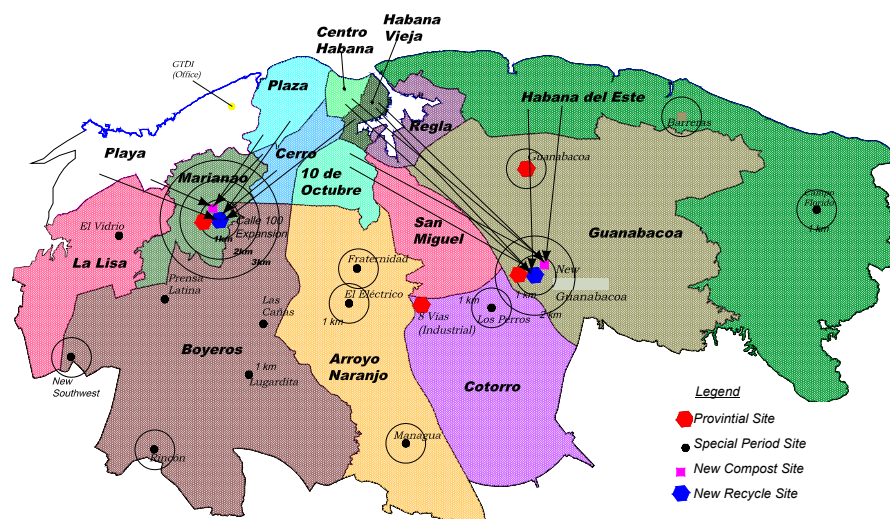 Habana
Vieja
Centro
Habana
GTDI
(Office)
Plaza
Habana del Este
Barreras
Regla
Playa
Cerro
Guanabacoa
Marianao
10 de
Octubre
Campo
Florido
1 km
El Vidrio
Calle 100
Expansion
1km
2km
3km
San
Miguel
Guanabacoa
La Lisa
Fraternidad
New
Guanabacoa
Prensa
Latina
El Eléctrico
1 km
1 km
1 km
2 km
Las
Cañas
8 Vías
(Industrial)
Los Perros
Boyeros
Arroyo
Naranjo
1 km
Lugardita
New
Southwest
Cotorro
Managua
Rincón
Legend
Provintial Site
Special Period Site
New Compost Site
New Recycle Site